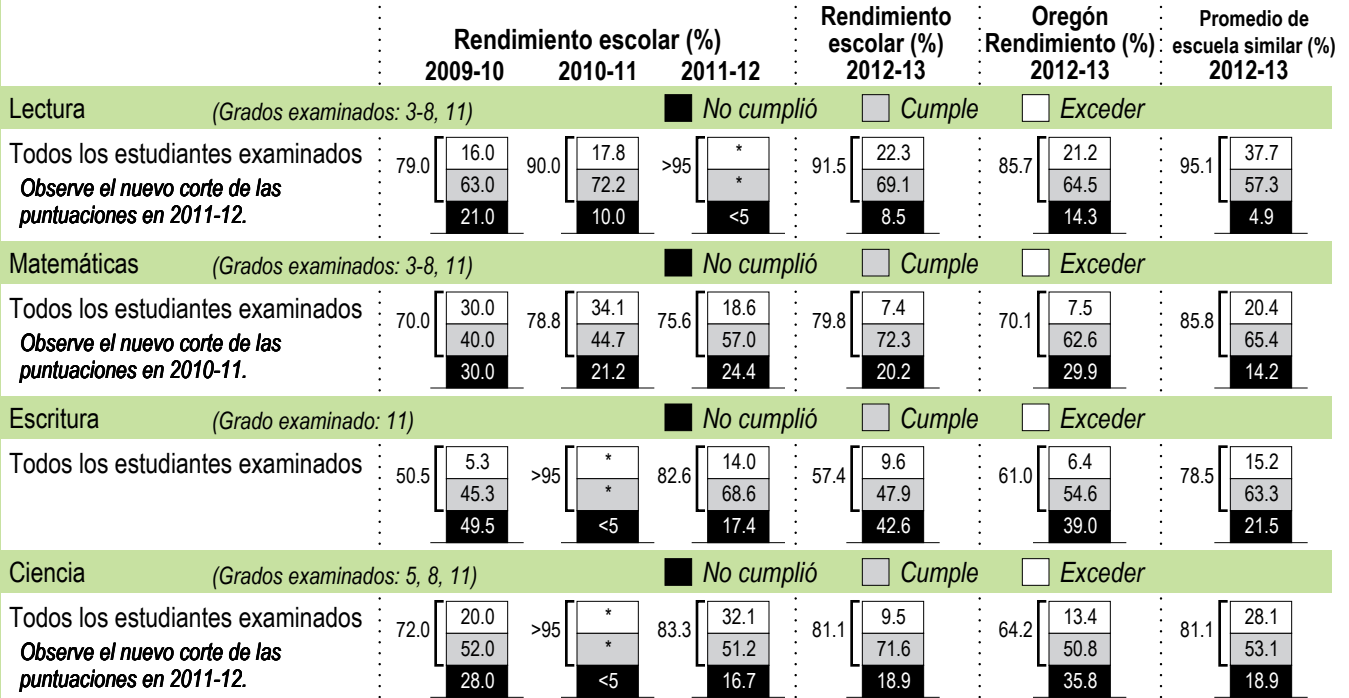 Rendimiento escolar (%)
2009-10 2010-11 2011-12
Rendimiento
escolar (%)
2012-13
Oregón
Rendimiento (%)
2012-13
Promedio de
escuela similar (%)
2012-13
Lectura (Grados examinados: 3-8, 11) No cumplió Cumple Exceder
Todos los estudiantes examinados
Observe el nuevo corte de las
puntuaciones en 2011-12.
79.0 16.0 63.0 21.0
90.0 17.8 72.2 10.0
>95 * * <5
91.5 22.3 69.1 8.5
85.7 21.2 64.5 14.3
95.1 37.7 57.3 4.9
Matemáticas (Grados examinados: 3-8, 11) No cumplió Cumple Exceder
Todos los estudiantes examinados
Observe el nuevo corte de las
puntuaciones en 2010-11.
70.0 30.0 40.0 30.0
78.8 34.1 44.7 21.2
75.6 18.6 57.0 24.4
79.8 7.4 72.3 20.2
70.1 7.5 62.6 29.9
85.8 20.4 65.4 14.2
Escritura (Grado examinado: 11) No cumplió Cumple Exceder
Todos los estudiantes examinados
50.5 5.3 45.3 49.5
>95 * * <5
82.6 14.0 68.6 17.4
57.4 9.6 47.9 42.6
61.0 6.4 54.6 39.0
78.5 15.2 63.3 21.5
Ciencia (Grados examinados: 5, 8, 11) No cumplió Cumple Exceder
Todos los estudiantes examinados
Observe el nuevo corte de las
puntuaciones en 2011-12.
72.0 20.0 52.0 28.0
>95 * * <5
83.3 32.1 51.2 16.7
81.1 9.5 71.6 18.9
64.2 13.4 50.8 35.8
81.1 28.1 53.1 18.9